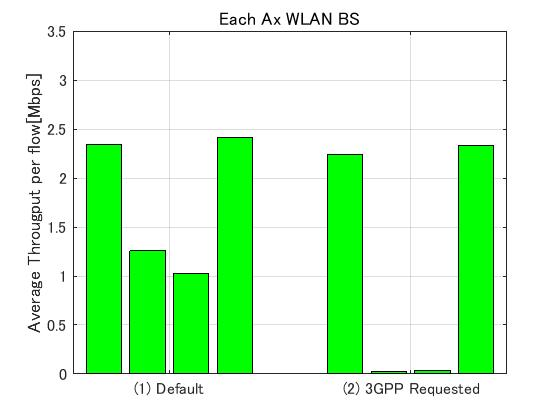 Each Ax WLAN BS
Average Througput per flow[Mbps]
3.5
3
2.5
2
1.5
1
0.5
0
(1) Default
(2) 3GPP Requested